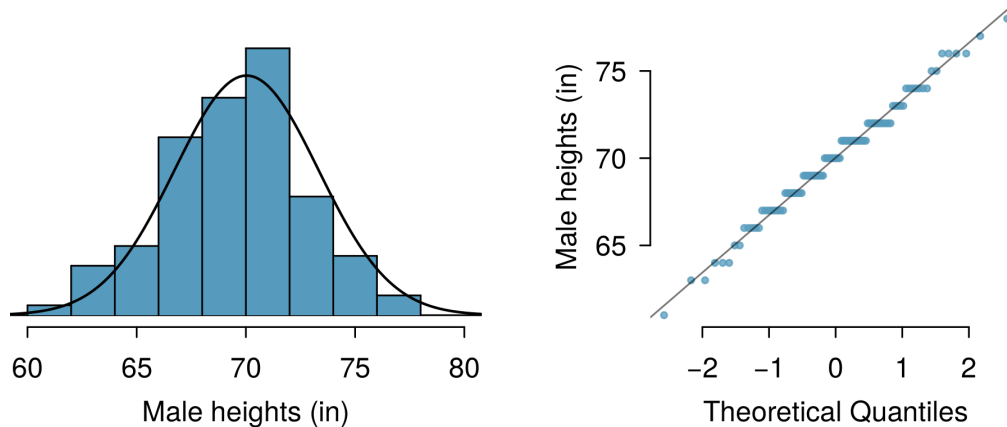 60 65 70 75 80
Male heights (in)
Male heights (in)
75
70
65
−2 −1 0 1 2
Theoretical Quantiles